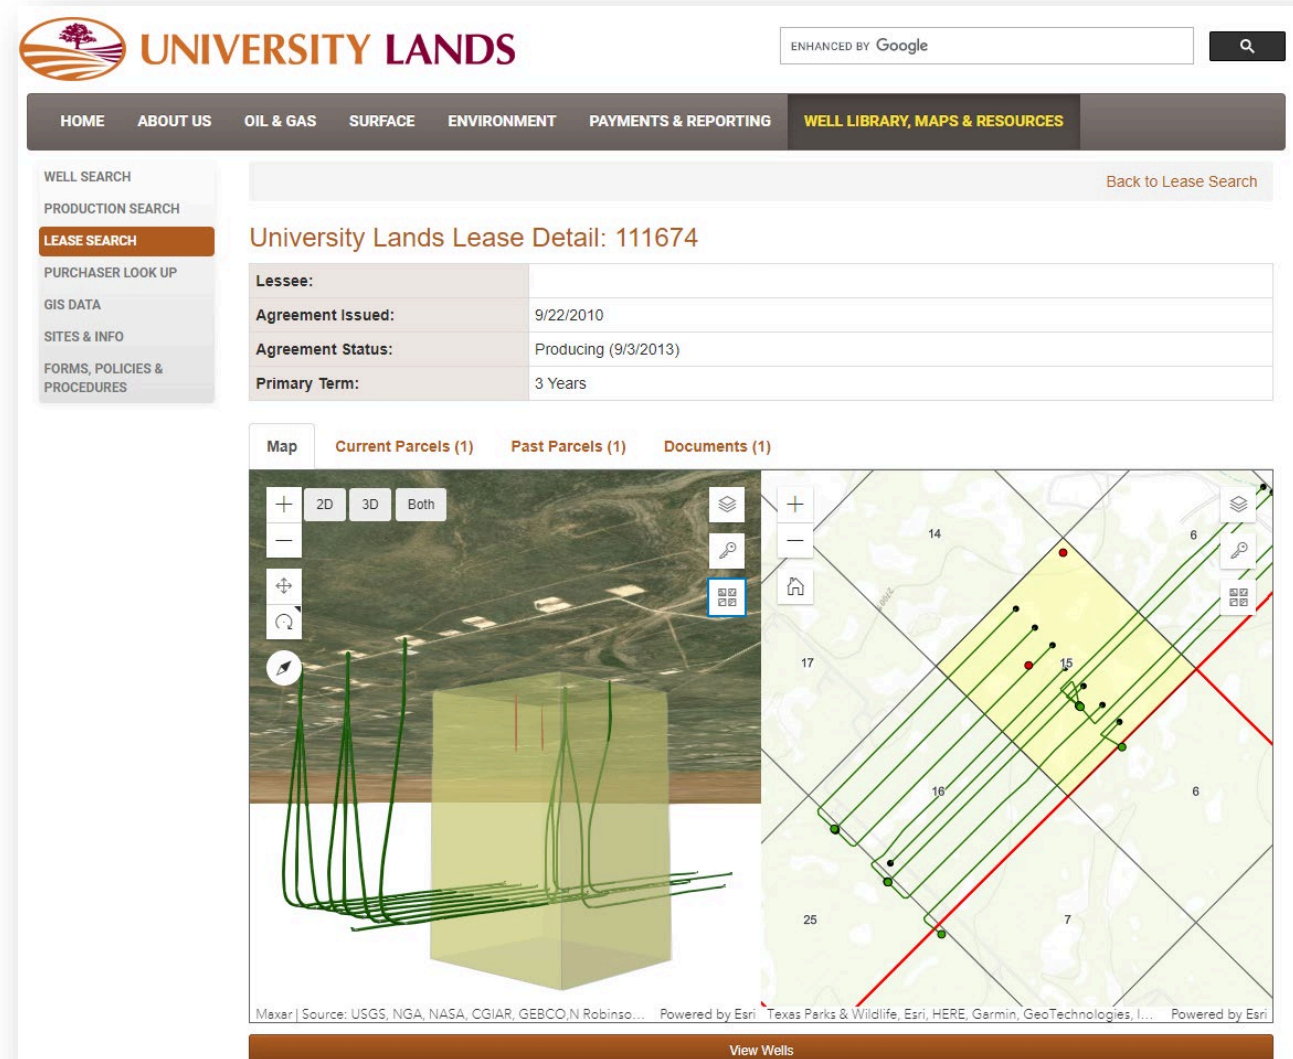 UNIVERSITY LANDS
ENHANCED BY Google
HOME ABOUT US OIL & GAS SURFACE ENVIRONMENT PAYMENTS & REPORTING WELL LIBRARY, MAPS & RESOURCES
WELL SEARCH
PRODUCTION SEARCH
LEASE SEARCH
PURCHASER LOOK UP
GIS DATA
SITES & INFO
FORMS, POLICIES &
PROCEDURES
Back to Lease Search
University Lands Lease Detail: 111674
Lessee:
Agreement Issued: 9/22/2010
Agreement Status: Producing (9/3/2013)
Primary Term: 3 Years
Map Current Parcels (1) Past Parcels (1) Documents (1)
2D 3D Both
14
6
17
15
16
6
25
7
Maxar | Source: USGS, NGA, NASA, CGIAR, GEBCO,N Robinso... Powered by Esri
Texas Parks & Wildlife, Esri, HERE, Garmin, GeoTechnologies, I... Powered by Esri
View Wells